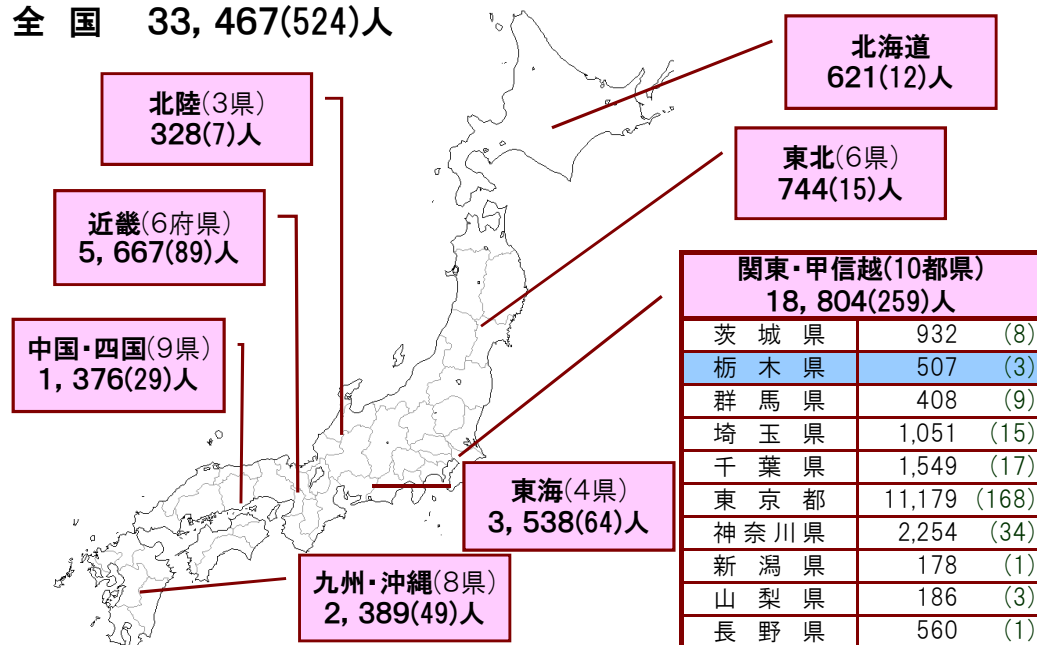 全国 33,467(524)人
北海道
621(12)人
北陸(3県)
328(7)人
東北(6県)
744(15)人
近畿(6府県)
5,667(89)人
関東・甲信越(10都県)
18,804(259)人
茨城県 932 (8)
栃木県 507 (3)
群馬県 408 (9)
埼玉県 1,051 (15)
千葉県 1,549 (17)
東京都 11,179 (168)
神奈川県 2,254 (34)
新潟県 178 (1)
山梨県 186 (3)
長野県 560 (1)
中国・四国(9県)
1,376(29)人
東海(4県)
3,538(64)人
九州・沖縄(8県)
2,389(49)人